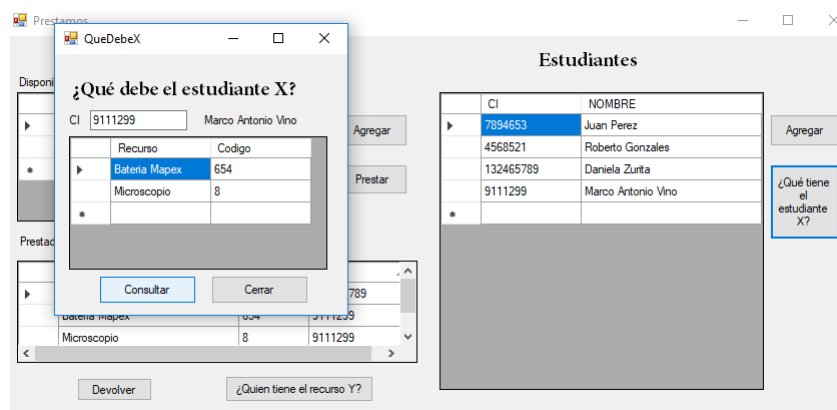 Prestamos
QueDebeX
¿Qué debe el estudiante X?
CI 9111299 Marco Antonio Vino
Recurso Codigo
Bateria Mapex 654
Microscopio 8
Consultar Cerrar
Agregar
Prestar
789
Bateria Mapex 654 9111299
Microscopio 8 9111299
Devolver ¿Quien tiene el recurso Y?
Estudiantes
CI NOMBRE
7894653 Juan Perez
4568521 Roberto Gonzales
132465789 Daniela Zurita
9111299 Marco Antonio Vino
Agregar
¿Qué tiene
el
estudiante
X?